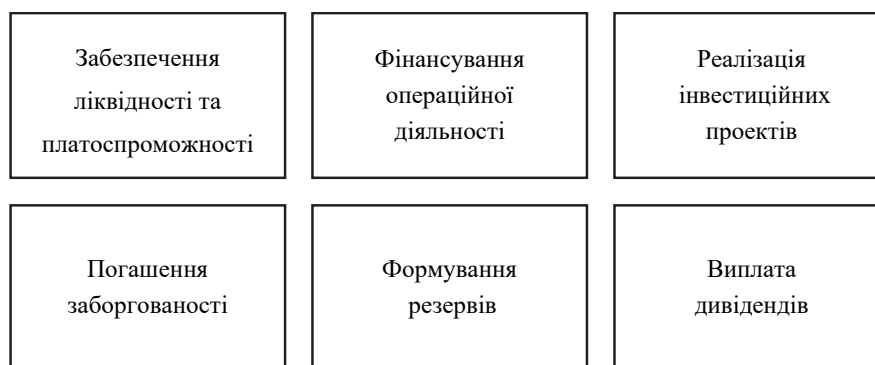 Забезпечення
ліквідності та
платоспроможності
Фінансування
операційної
діяльності
Реалізація
інвестиційних
проектів
Погашення
заборгованості
Формування
резервів
Виплата
дивідендів